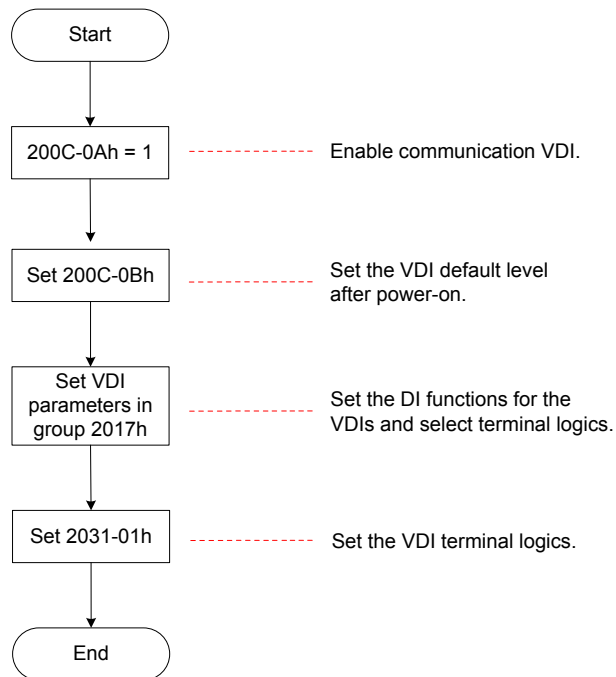 Start
200C-0Ah = 1
Enable communication VDI.
Set 200C-0Bh
Set the VDI default level
after power-on.
Set VDI
parameters in
group 2017h
Set the DI functions for the
VDIs and select terminal logics.
Set 2031-01h
Set the VDI terminal logics.
End